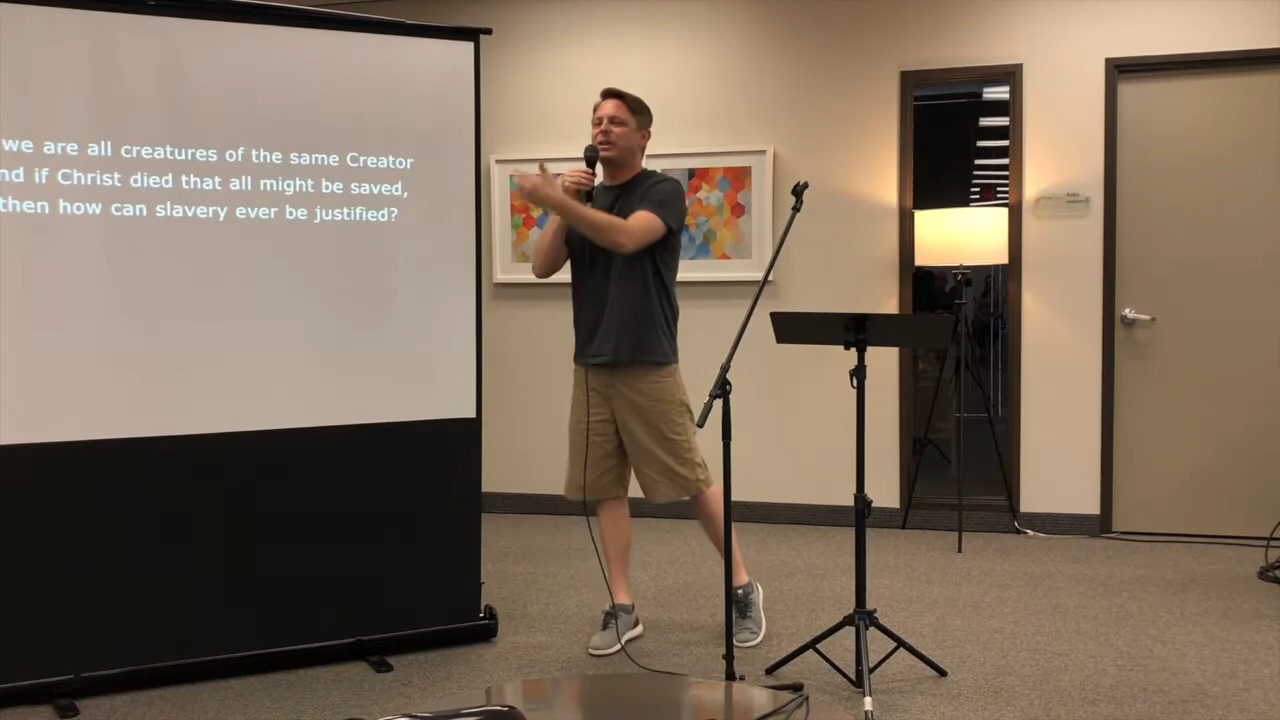 we are all creatures of the same Creator
nd if Christ died that all might be saved,
then how can slavery ever be justified?